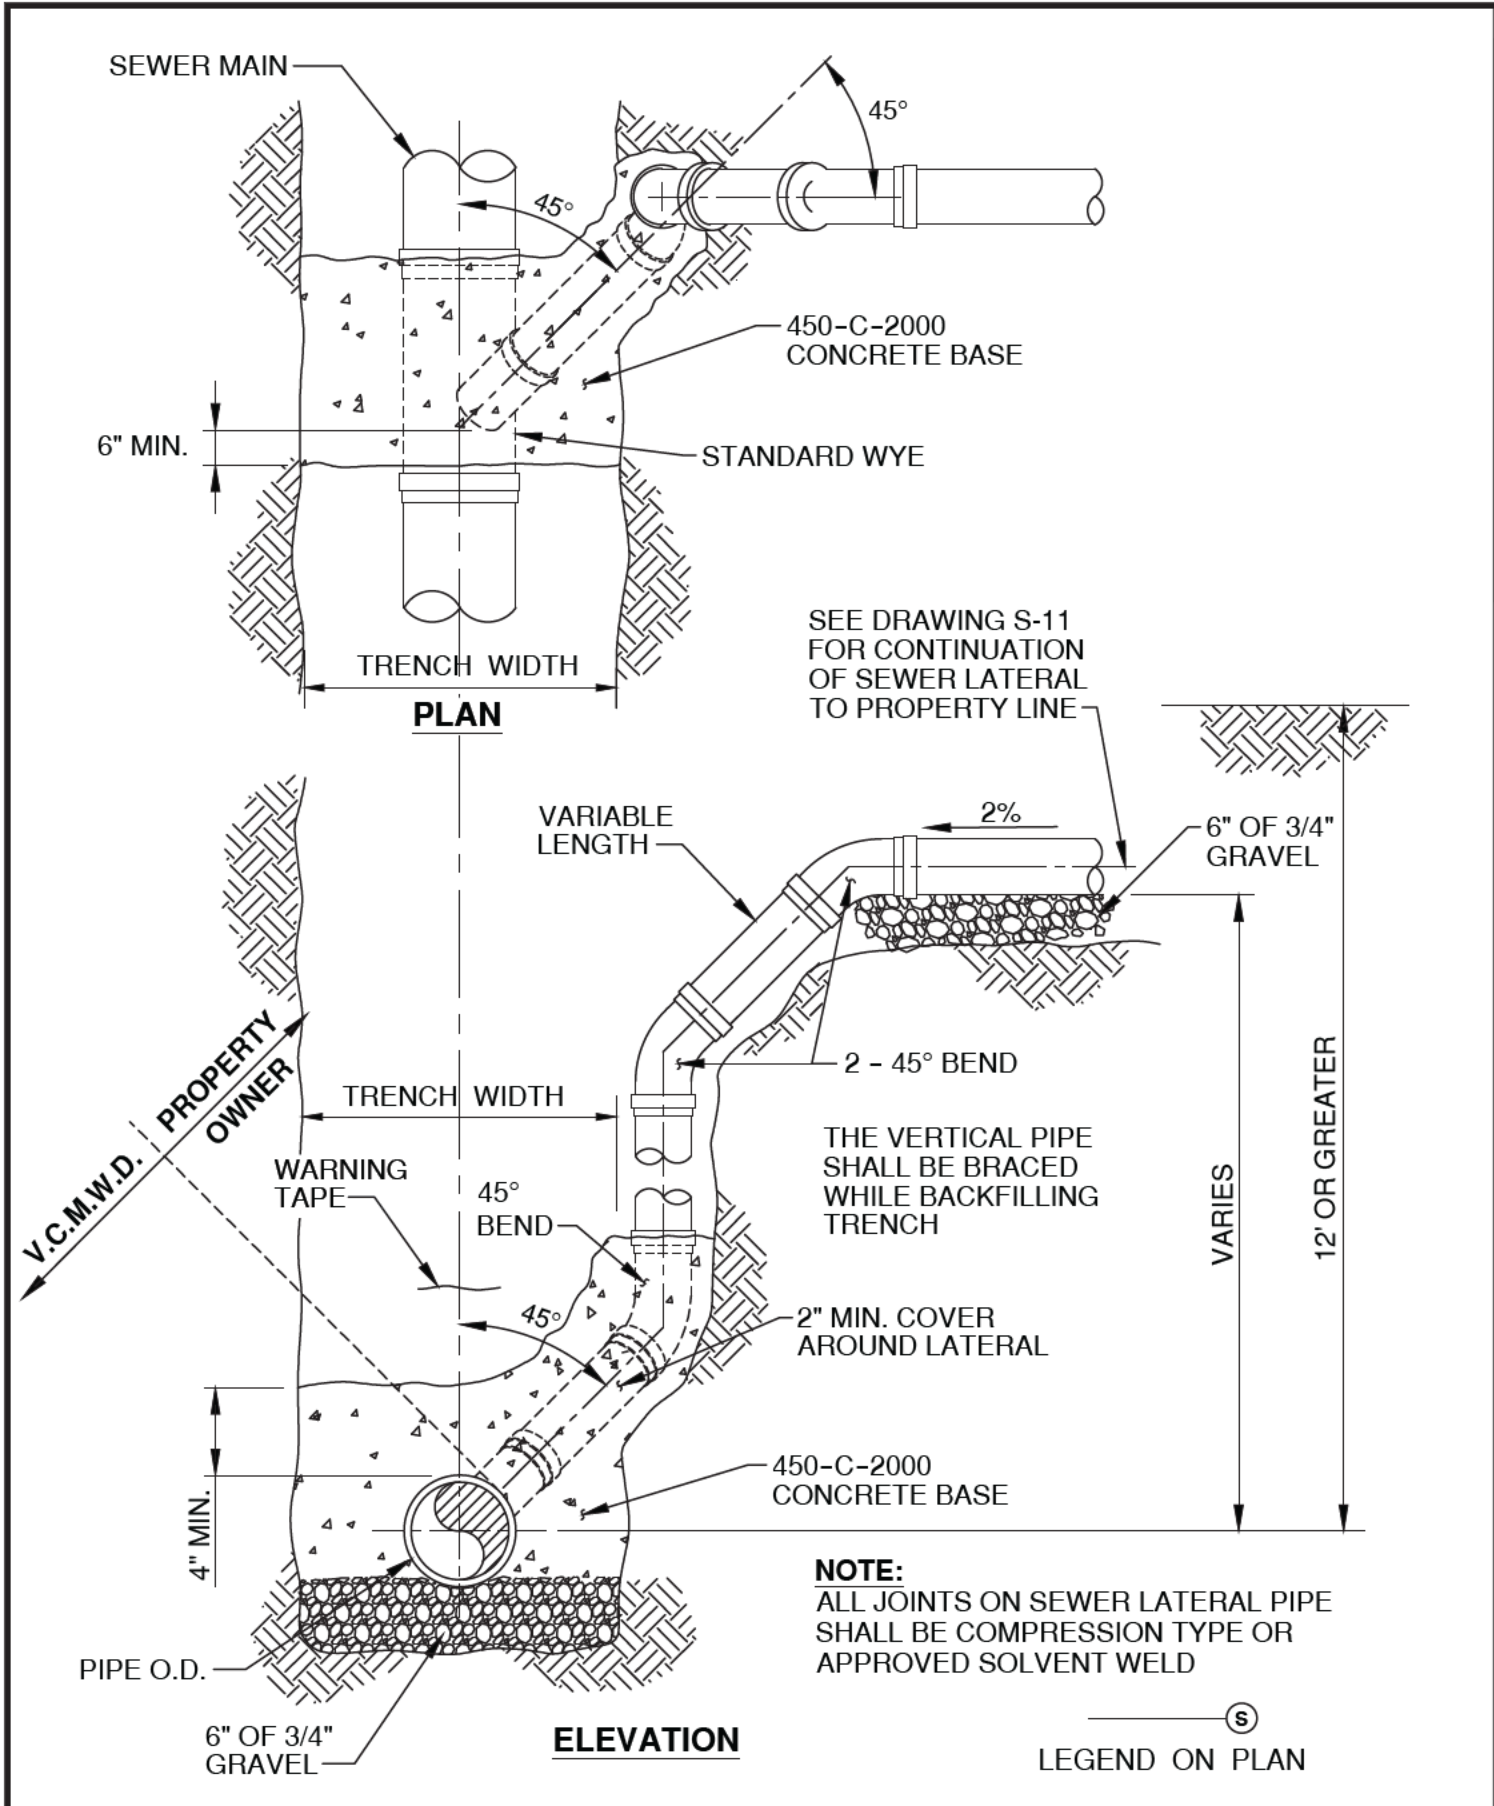 SEWER MAIN
45°
45°
450-C-2000
CONCRETE BASE
6" MIN.
STANDARD WYE
TRENCH WIDTH
PLAN
SEE DRAWING S-11
FOR CONTINUATION
OF SEWER LATERAL
TO PROPERTY LINE
VARIABLE
LENGTH
2%
6" OF 3/4"
GRAVEL
PROPERTY
OWNER
V.C.M.W.D.
2 - 45° BEND
TRENCH WIDTH
THE VERTICAL PIPE
SHALL BE BRACED
WHILE BACKFILLING
TRENCH
WARNING
TAPE
45°
BEND
VARIES
12' OR GREATER
45°
2" MIN. COVER
AROUND LATERAL
450-C-2000
CONCRETE BASE
4" MIN.
NOTE:
ALL JOINTS ON SEWER LATERAL PIPE
SHALL BE COMPRESSION TYPE OR
APPROVED SOLVENT WELD
PIPE O.D.
6" OF 3/4"
GRAVEL
ELEVATION
S
LEGEND ON PLAN